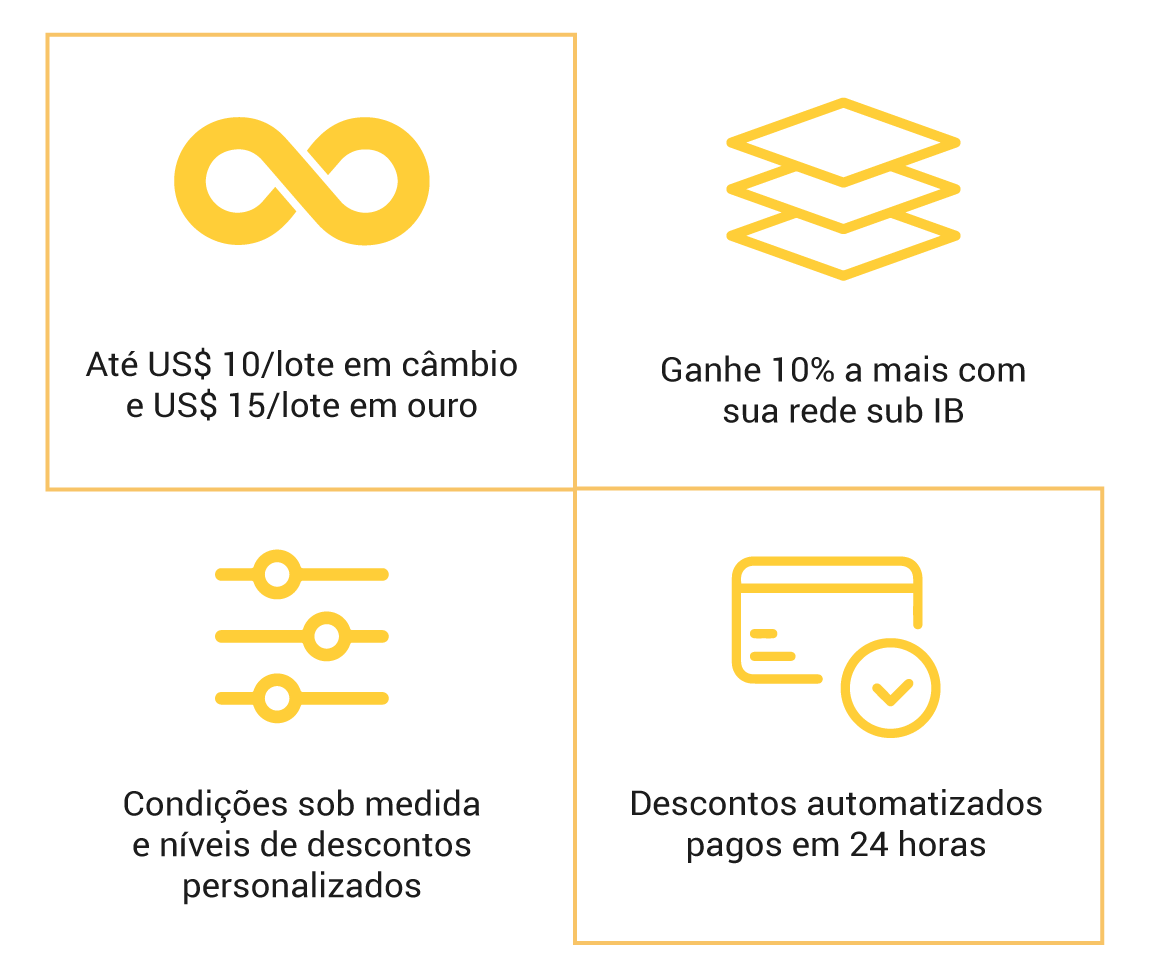 Até US$ 10/lote em câmbio
e US$ 15/lote em ouro
Ganhe 10% a mais com
sua rede sub IB
Condições sob medida
e níveis de descontos
personalizados
Descontos automatizados
pagos em 24 horas